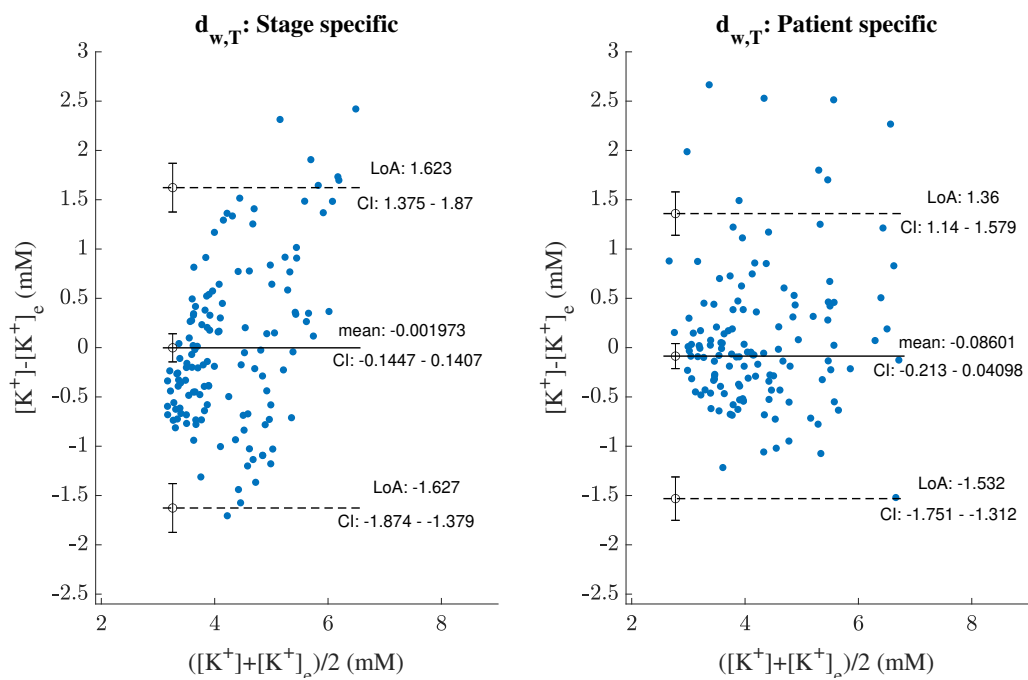 d_w,T: Stage specific
3
2.5
2
1.5
1
0.5
0
-0.5
-1
-1.5
-2
-2.5
[K⁺]-[K⁺]_e (mM)
LoA: 1.623
CI: 1.375 - 1.87
mean: -0.001973
CI: -0.1447 - 0.1407
LoA: -1.627
CI: -1.874 - -1.379
2 4 6 8
([K⁺]+[K⁺]_e)/2 (mM)
d_w,T: Patient specific
3
2.5
2
1.5
1
0.5
0
-0.5
-1
-1.5
-2
-2.5
[K⁺]-[K⁺]_e (mM)
LoA: 1.36
CI: 1.14 - 1.579
mean: -0.08601
CI: -0.213 - 0.04098
LoA: -1.532
CI: -1.751 - -1.312
2 4 6 8
([K⁺]+[K⁺]_e)/2 (mM)